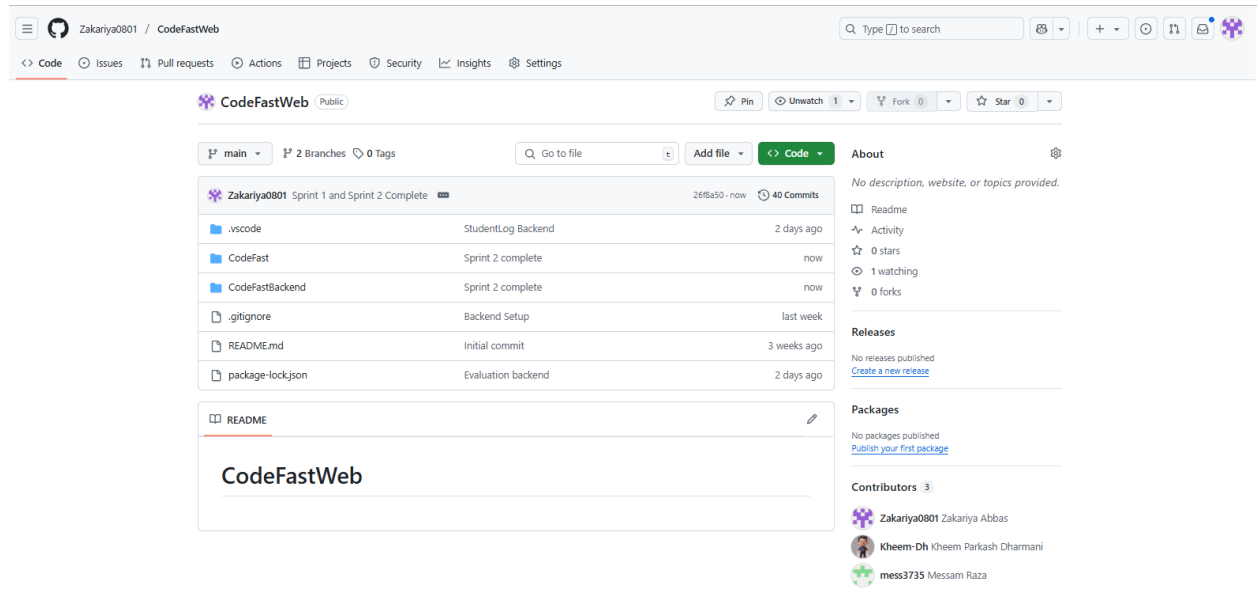 Zakariya0801 / CodeFastWeb
Type / to search
Code Issues Pull requests Actions Projects Security Insights Settings
CodeFastWeb Public
Pin Unwatch 1 Fork 0 Star 0
main 2 Branches 0 Tags Go to file t Add file Code
Zakariya0801 Sprint 1 and Sprint 2 Complete 26f8a50 · now 40 Commits
.vscode StudentLog Backend 2 days ago
CodeFast Sprint 2 complete now
CodeFastBackend Sprint 2 complete now
.gitignore Backend Setup last week
README.md Initial commit 3 weeks ago
package-lock.json Evaluation backend 2 days ago
README
CodeFastWeb
About
No description, website, or topics provided.
Readme
Activity
0 stars
1 watching
0 forks
Releases
No releases published
Create a new release
Packages
No packages published
Publish your first package
Contributors 3
Zakariya0801 Zakariya Abbas
Kheem-Dh Kheem Parkash Dharmani
mess3735 Messam Raza